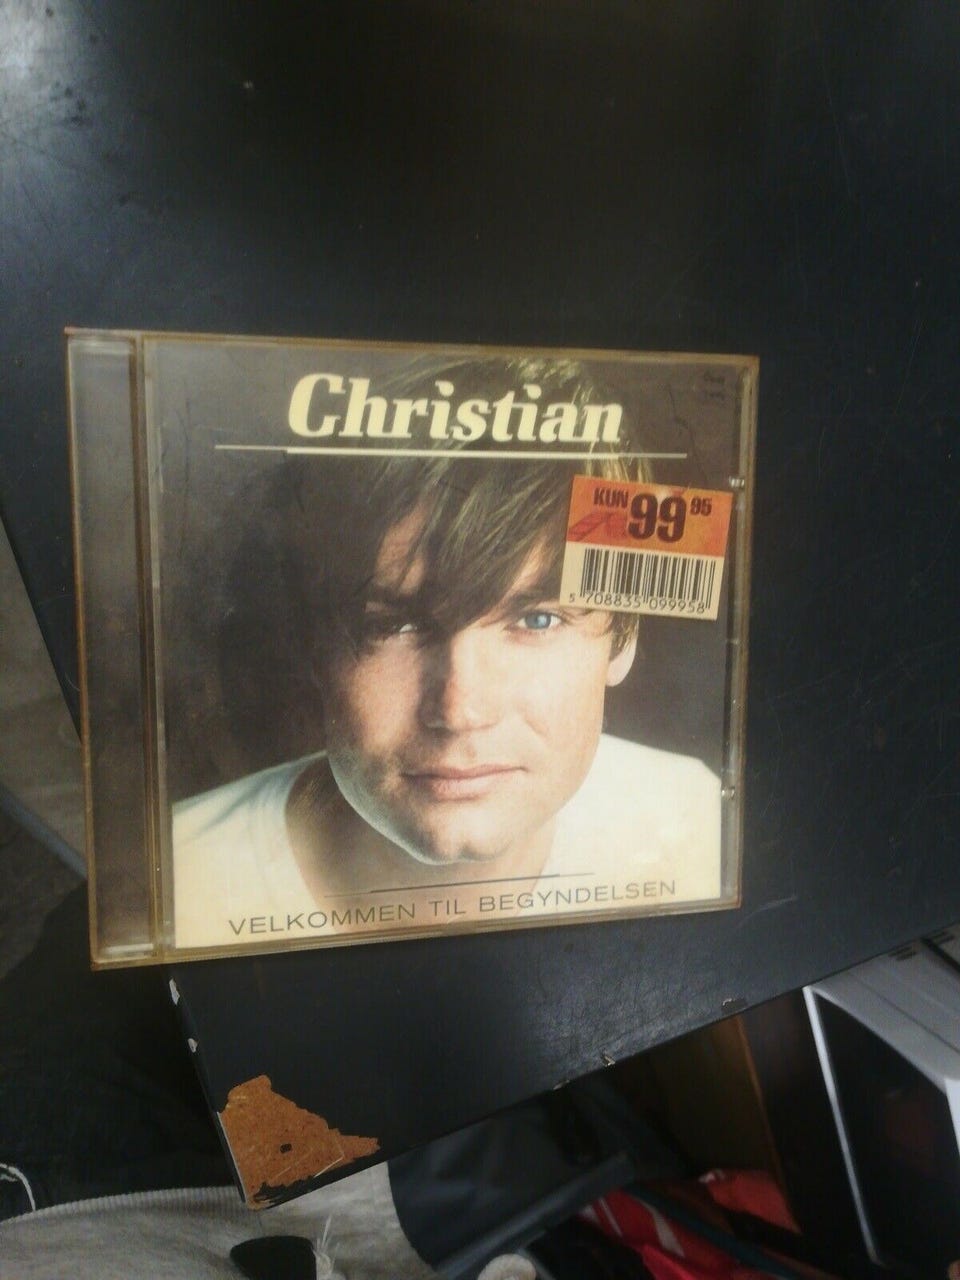 Christian
KUN 99 95
5 708835 099958
VELKOMMEN TIL BEGYNDELSEN